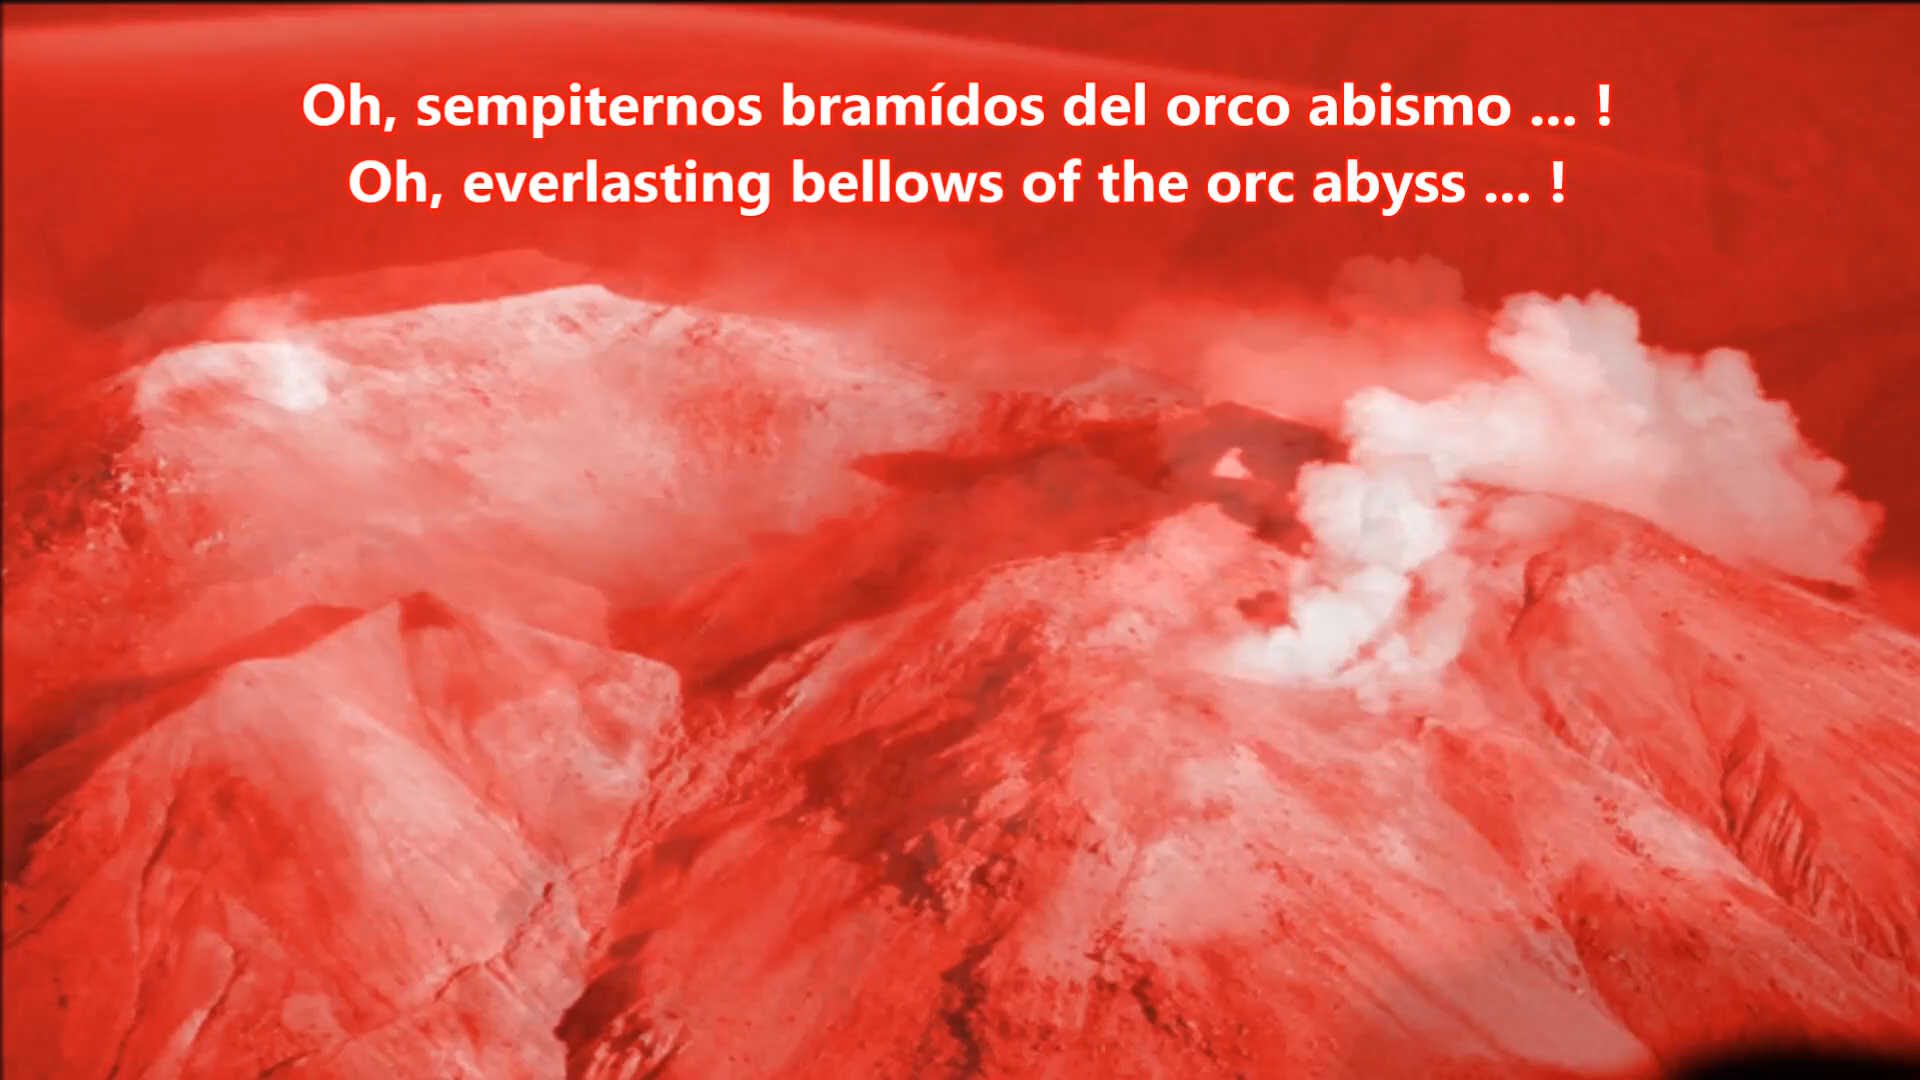 Oh, sempiternos bramídos del orco abismo ... !
Oh, everlasting bellows of the orc abyss ... !